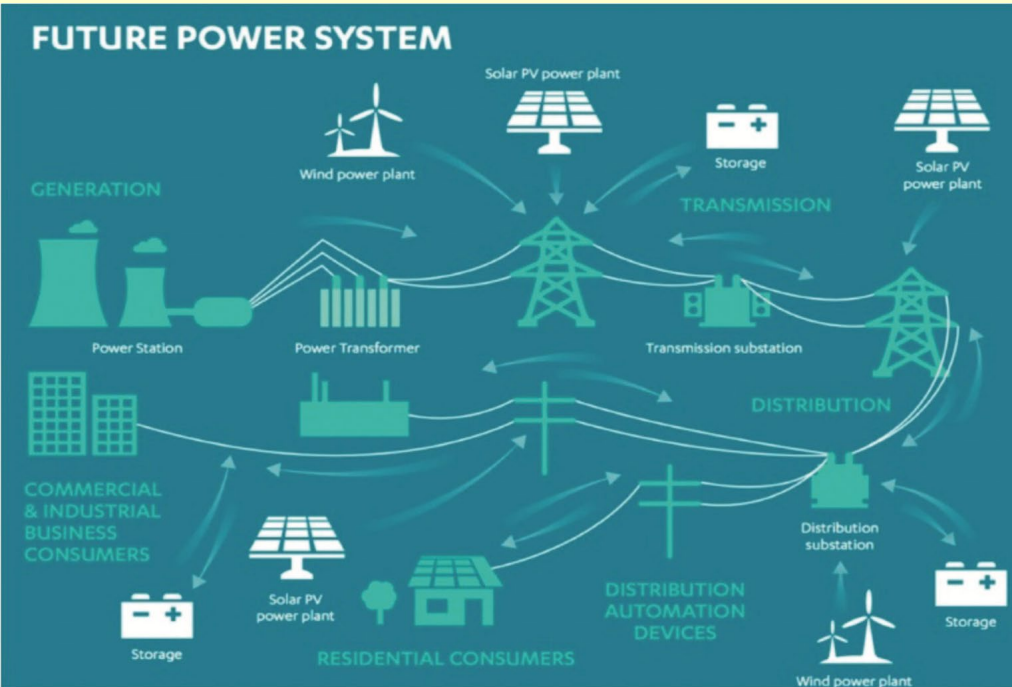 FUTURE POWER SYSTEM
Solar PV power plant
Wind power plant
Storage
Solar PV
power plant
GENERATION
TRANSMISSION
Power Station
Power Transformer
Transmission substation
DISTRIBUTION
COMMERCIAL
& INDUSTRIAL
BUSINESS
CONSUMERS
Distribution
substation
Solar PV
power plant
DISTRIBUTION
AUTOMATION
DEVICES
Storage
Storage
RESIDENTIAL CONSUMERS
Wind power plant